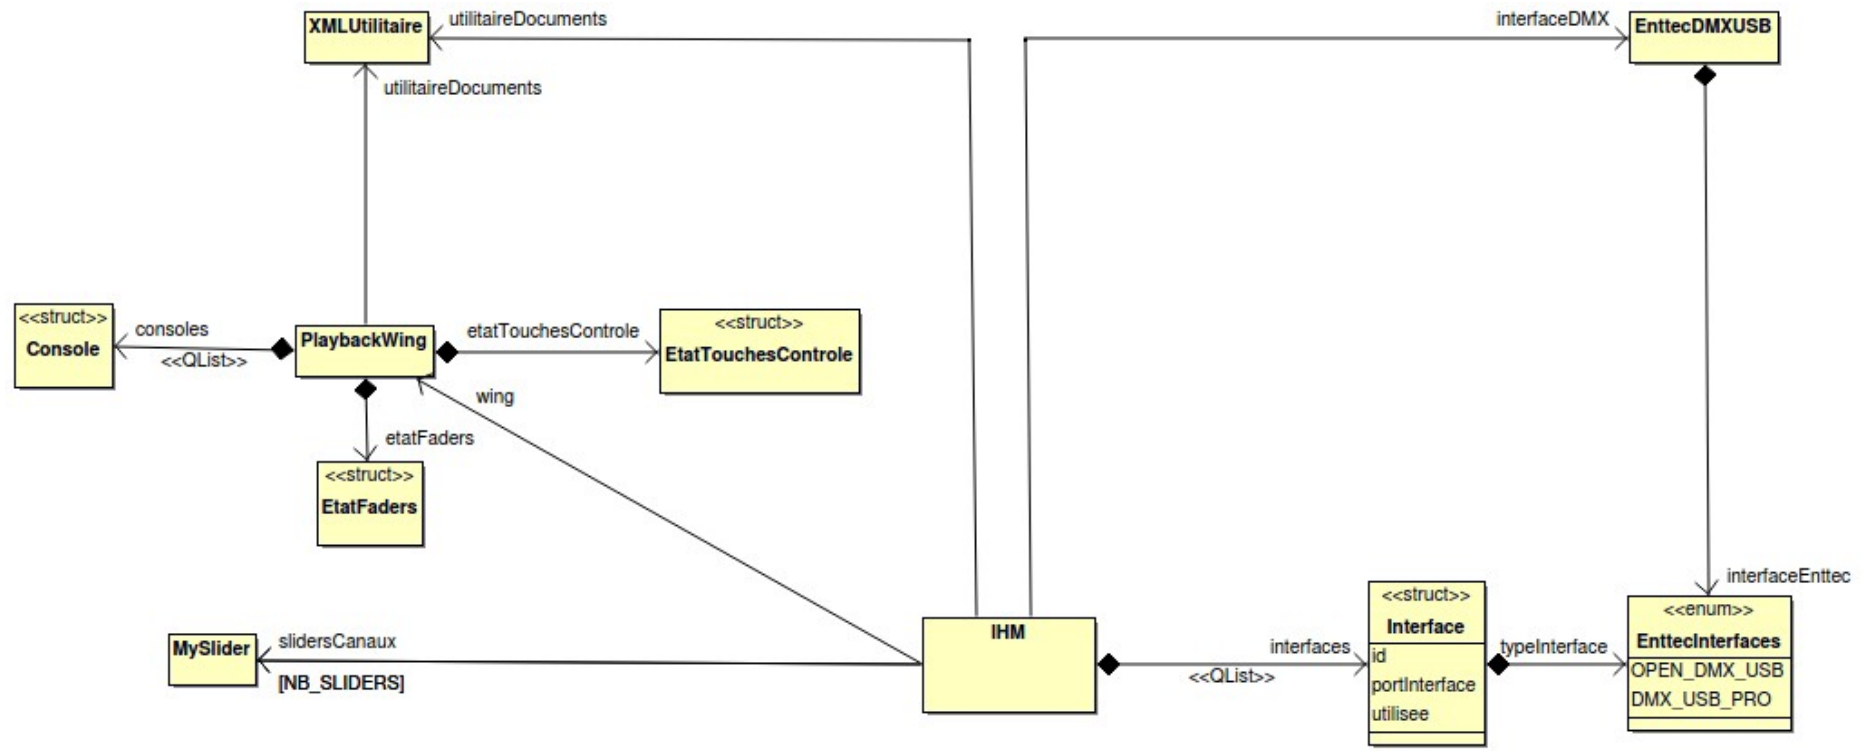 XMLUtilitaire
utilitaireDocuments
interfaceDMX
EnttecDMXUSB
utilitaireDocuments
<<struct>>
Console
consoles
<<QList>>
PlaybackWing
etatTouchesControle
<<struct>>
EtatTouchesControle
wing
etatFaders
<<struct>>
EtatFaders
MySlider
slidersCanaux
[NB_SLIDERS]
IHM
interfaces
<<QList>>
<<struct>>
Interface
id
portInterface
utilisee
typeInterface
interfaceEnttec
<<enum>>
EnttecInterfaces
OPEN_DMX_USB
DMX_USB_PRO